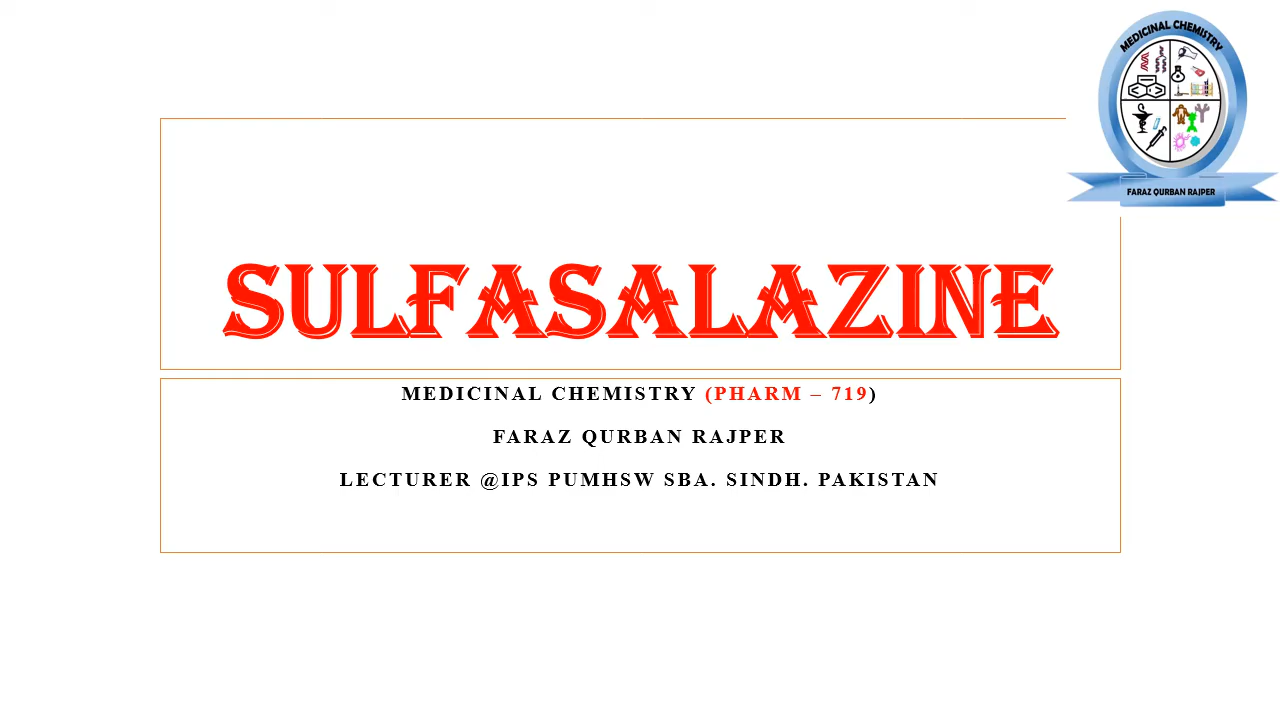 MEDICINAL CHEMISTRY
FARAZ QURBAN RAJPER
SULFASALAZINE
MEDICINAL CHEMISTRY (PHARM – 719)
FARAZ QURBAN RAJPER
LECTURER @IPS PUMHSW SBA. SINDH. PAKISTAN